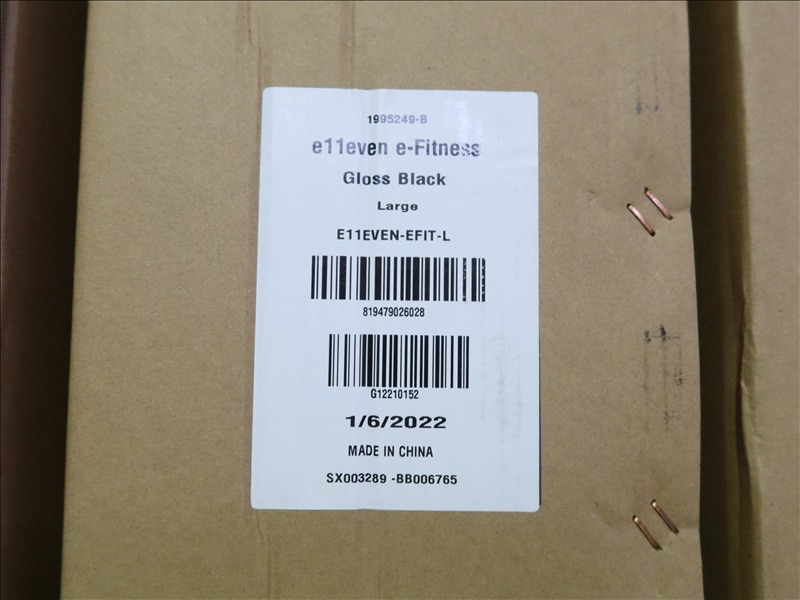 1995249-B
e11even e-Fitness
Gloss Black
Large
E11EVEN-EFIT-L
819479026028
G12210152
1/6/2022
MADE IN CHINA
SX003289 -BB006765